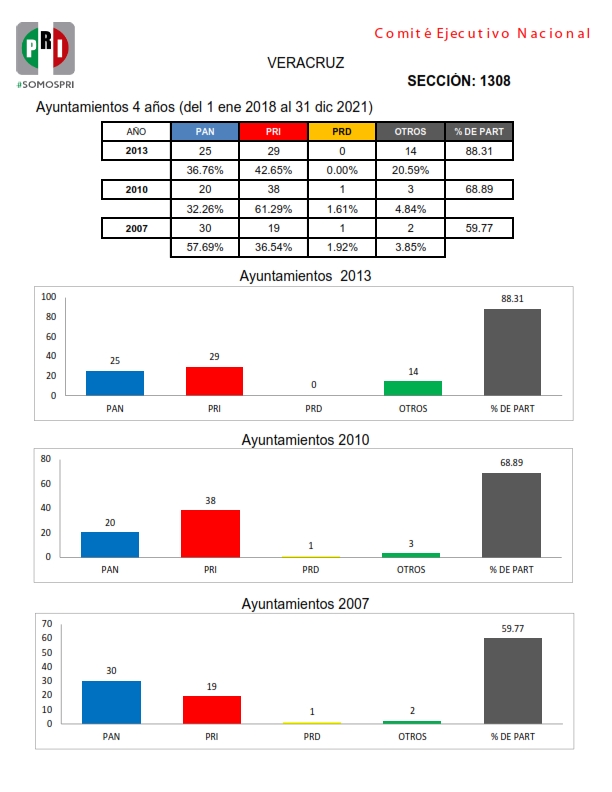 Comité Ejecutivo Nacional
PRI
#SOMOSPRI
VERACRUZ
SECCIÓN: 1308
Ayuntamientos 4 años (del 1 ene 2018 al 31 dic 2021)
AÑO PAN PRI PRD OTROS % DE PART
2013 25 29 0 14 88.31
36.76% 42.65% 0.00% 20.59%
2010 20 38 1 3 68.89
32.26% 61.29% 1.61% 4.84%
2007 30 19 1 2 59.77
57.69% 36.54% 1.92% 3.85%
Ayuntamientos 2013
100
80
60
40
20
0
25 29 0 14 88.31
PAN PRI PRD OTROS % DE PART
Ayuntamientos 2010
80
60
40
20
0
20 38 1 3 68.89
PAN PRI PRD OTROS % DE PART
Ayuntamientos 2007
70
60
50
40
30
20
10
0
30 19 1 2 59.77
PAN PRI PRD OTROS % DE PART